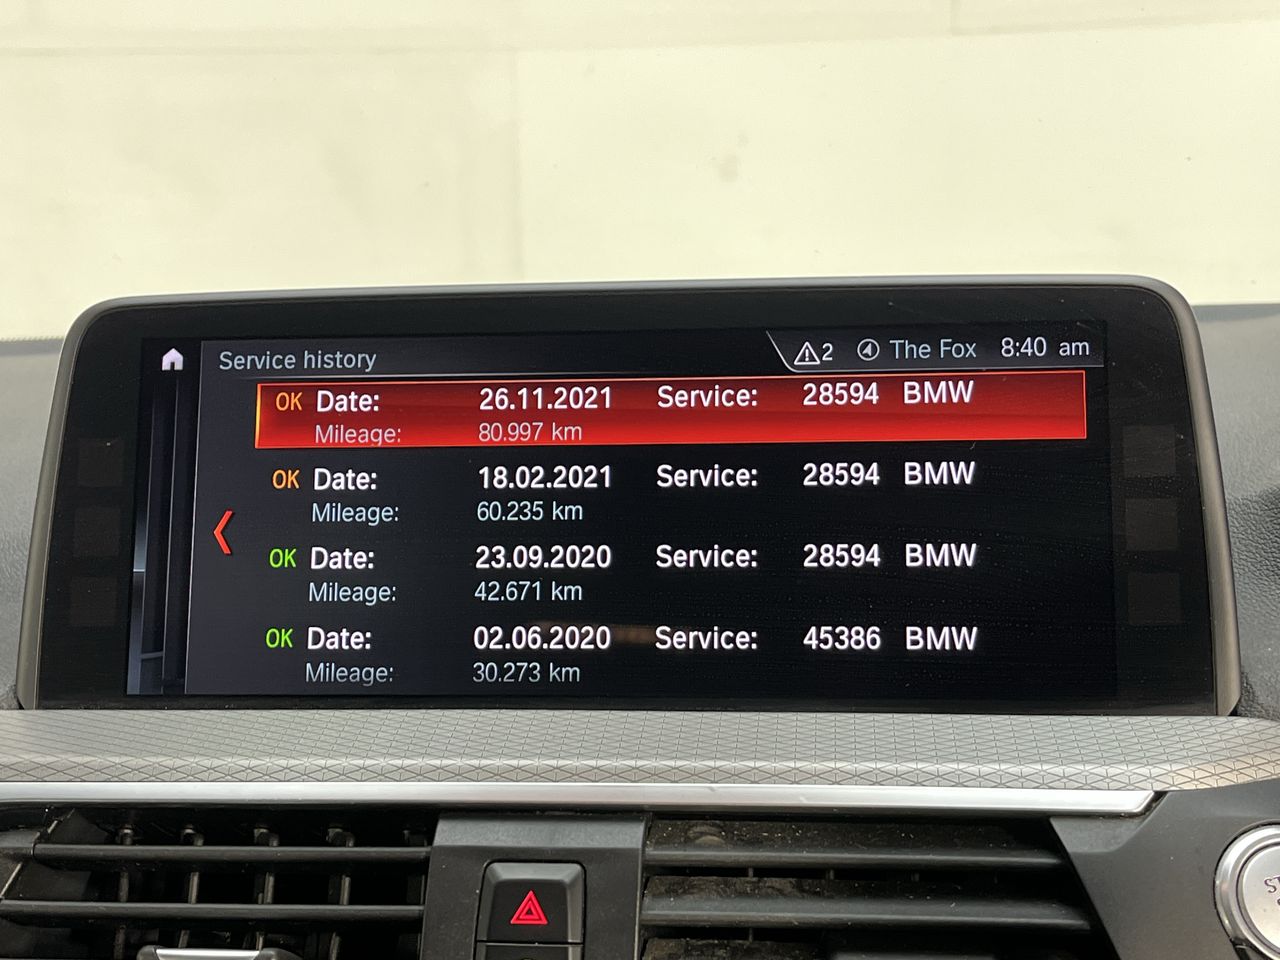 Service history
2 The Fox 8:40 am
OK Date: 26.11.2021 Service: 28594 BMW
Mileage: 80.997 km
OK Date: 18.02.2021 Service: 28594 BMW
Mileage: 60.235 km
OK Date: 23.09.2020 Service: 28594 BMW
Mileage: 42.671 km
OK Date: 02.06.2020 Service: 45386 BMW
Mileage: 30.273 km